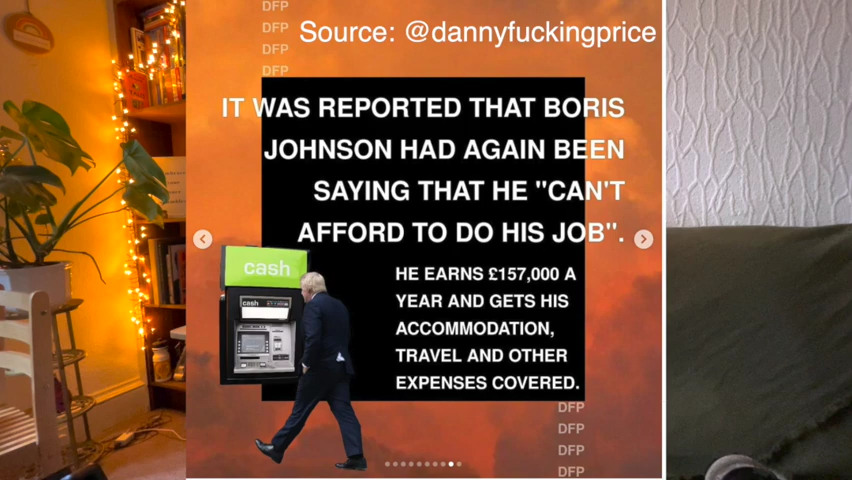 DFP
DFP
DFP
DFP
Source: @dannyfuckingprice
IT WAS REPORTED THAT BORIS
JOHNSON HAD AGAIN BEEN
SAYING THAT HE "CAN'T
AFFORD TO DO HIS JOB".
cash
cash
HE EARNS £157,000 A
YEAR AND GETS HIS
ACCOMMODATION,
TRAVEL AND OTHER
EXPENSES COVERED.
DFP
DFP
DFP
DFP